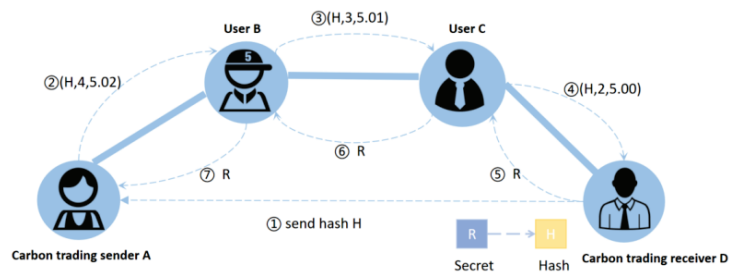 User B
③(H,3,5.01)
User C
②(H,4,5.02)
5
④(H,2,5.00)
⑥ R
⑦ R
⑤ R
① send hash H
R
H
Carbon trading sender A
Carbon trading receiver D
Secret
Hash